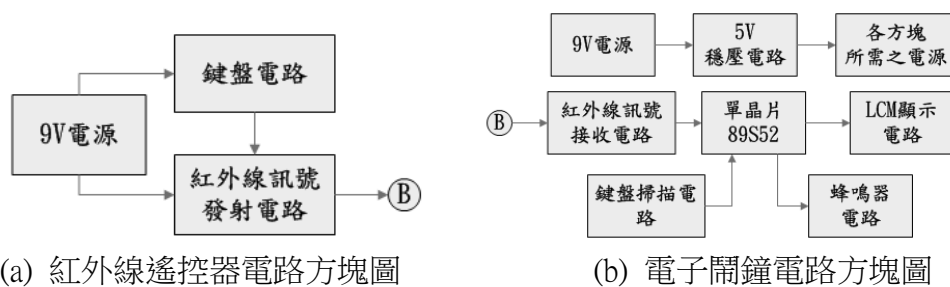 鍵盤電路
9V電源
紅外線訊號
發射電路
B
(a) 紅外線遙控器電路方塊圖
9V電源
5V
穩壓電路
各方塊
所需之電源
B
紅外線訊號
接收電路
單晶片
89S52
LCM顯示
電路
鍵盤掃描電
路
蜂鳴器
電路
(b) 電子鬧鐘電路方塊圖